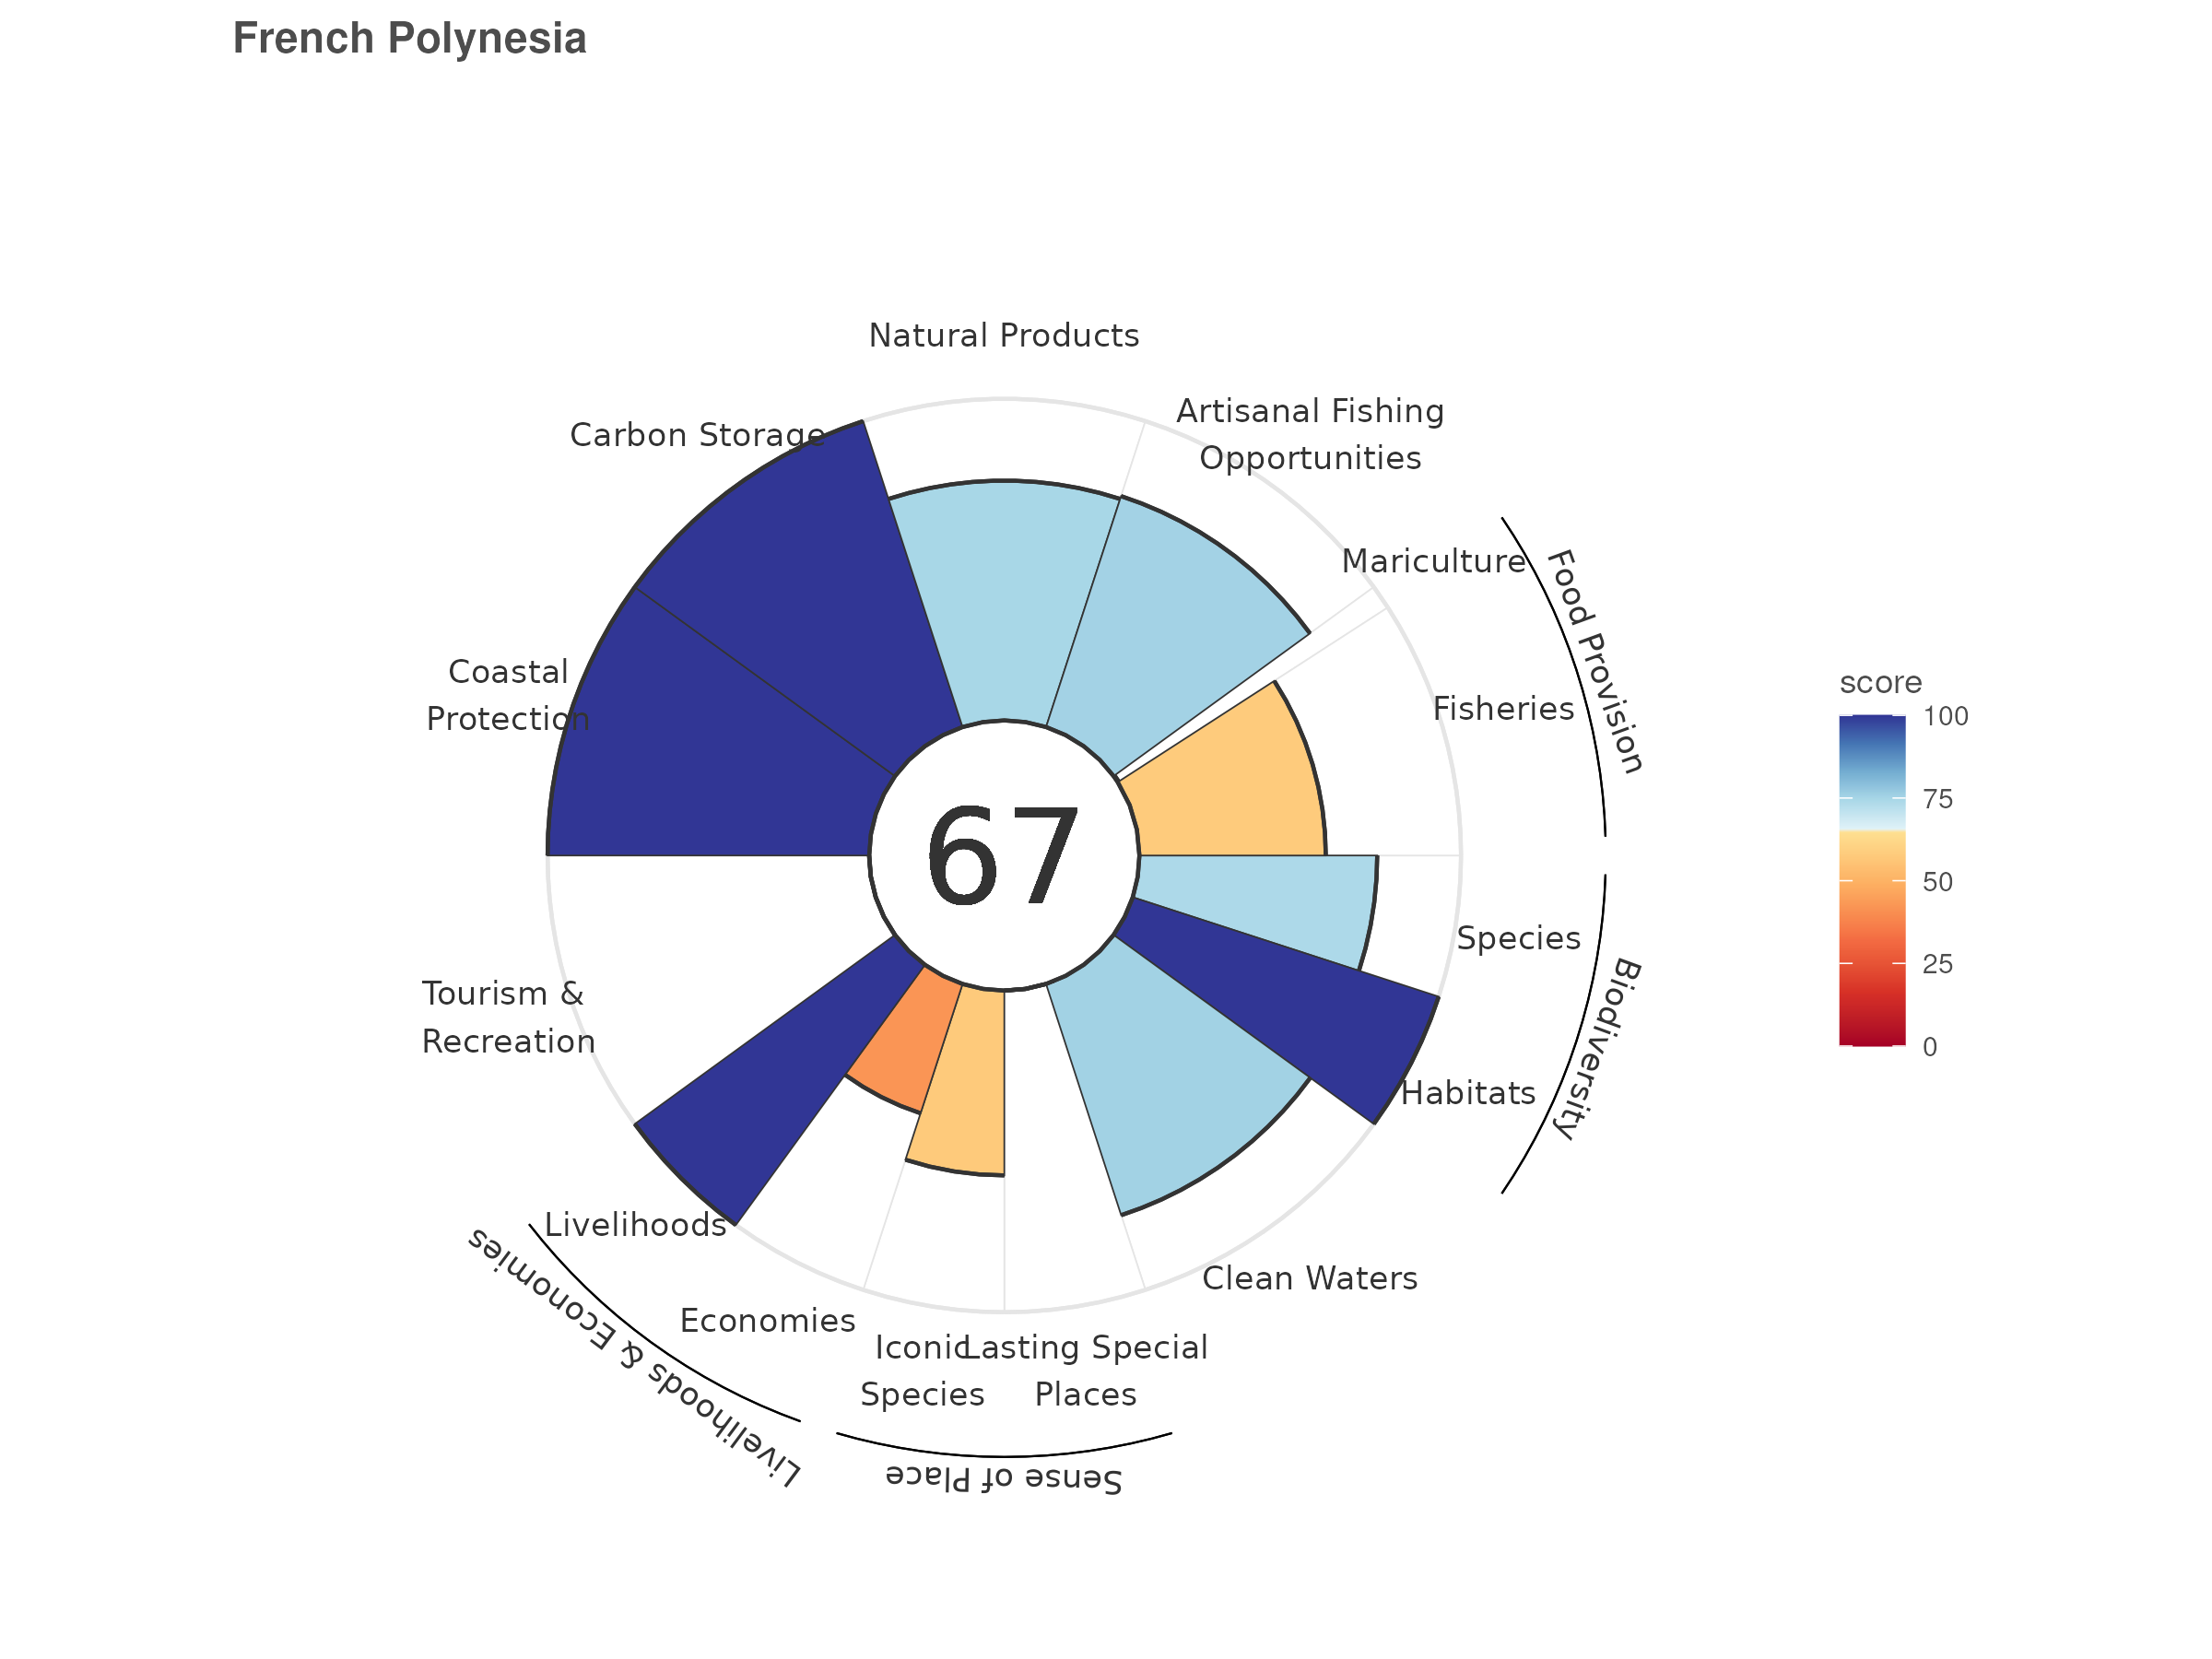 French Polynesia
Natural Products
Artisanal Fishing
Opportunities
Carbon Storage
Mariculture
Food Provision
Coastal
Protection
Fisheries
score
100
75
50
25
0
67
Species
Biodiversity
Tourism &
Recreation
Habitats
Livelihoods
Livelihoods & Economies
Clean Waters
Economies
Iconic
Species
Lasting Special
Places
Sense of Place